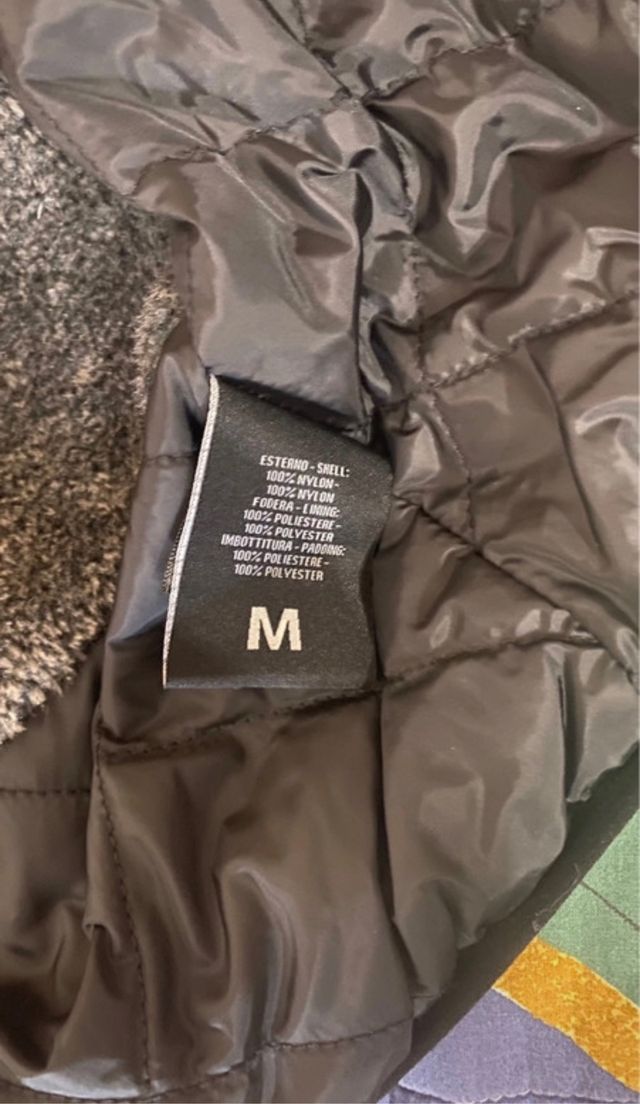 ESTERNO - SHELL:
100% NYLON -
100% NYLON
FODERA - LINING:
100% POLIESTERE -
100% POLYESTER
IMBOTTITURA - PADDING:
100% POLIESTERE -
100% POLYESTER
M